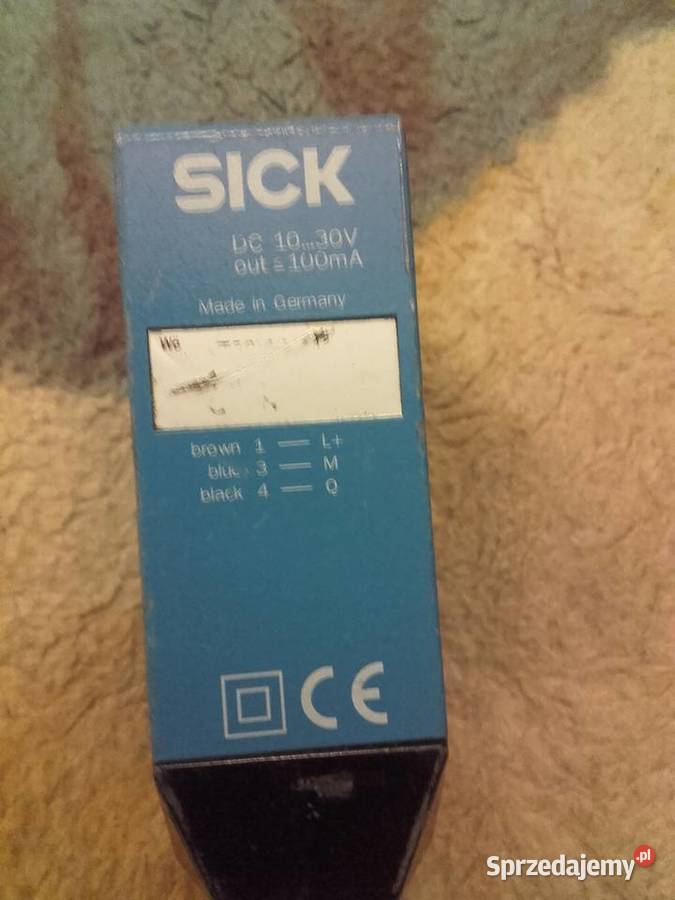 SICK
DC 10...30V
out ≤100mA
Made in Germany
brown 1 — L+
blue 3 — M
black 4 — Q
CE
Sprzedajemy.pl